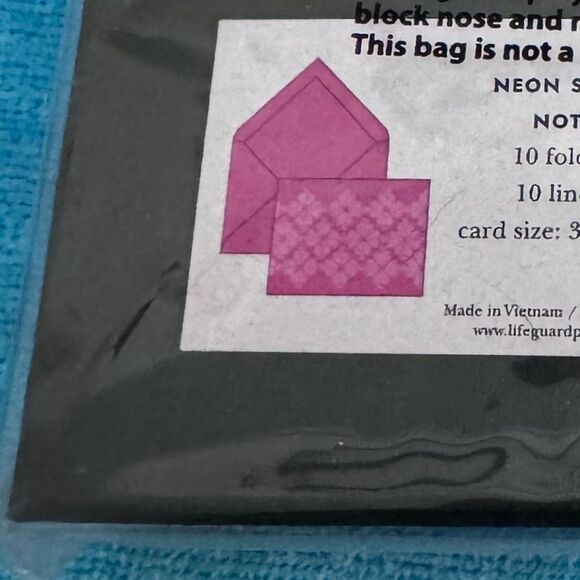 block nose and
This bag is not a
NEON S
NOT
10 fol
10 lin
card size: 3
Made in Vietnam /
www.lifeguardp